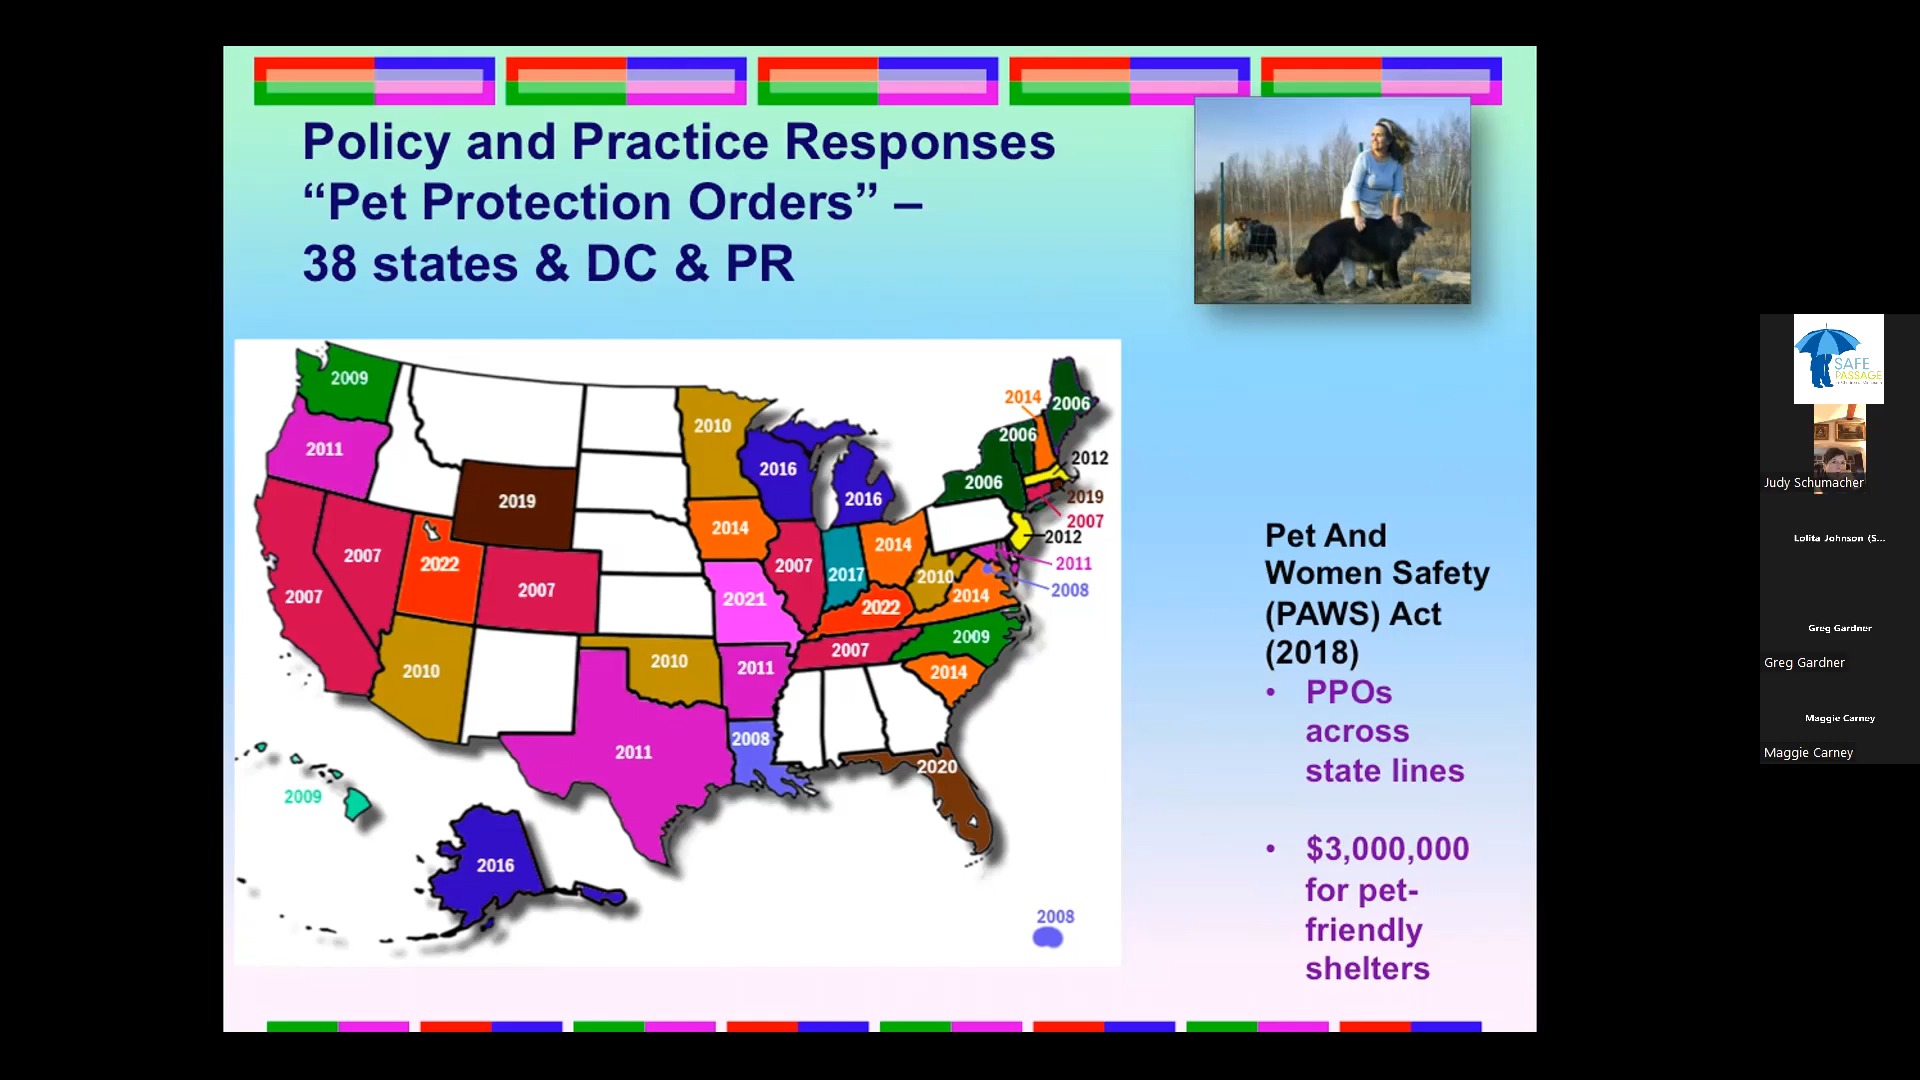 Policy and Practice Responses
“Pet Protection Orders” –
38 states & DC & PR
2009
2011
2007
2007
2022
2010
2019
2007
2010
2014
2021
2010
2011
2011
2008
2016
2016
2007
2017
2014
2022
2007
2010
2014
2009
2014
2020
2006
2006
2014
2006
2012
2019
2007
2012
2011
2008
2009
2016
2008
Pet And
Women Safety
(PAWS) Act
(2018)
• PPOs
across
state lines
• $3,000,000
for pet-
friendly
shelters
SAFE
PASSAGE
Judy Schumacher
Lolita Johnson (S...
Greg Gardner
Greg Gardner
Maggie Carney
Maggie Carney